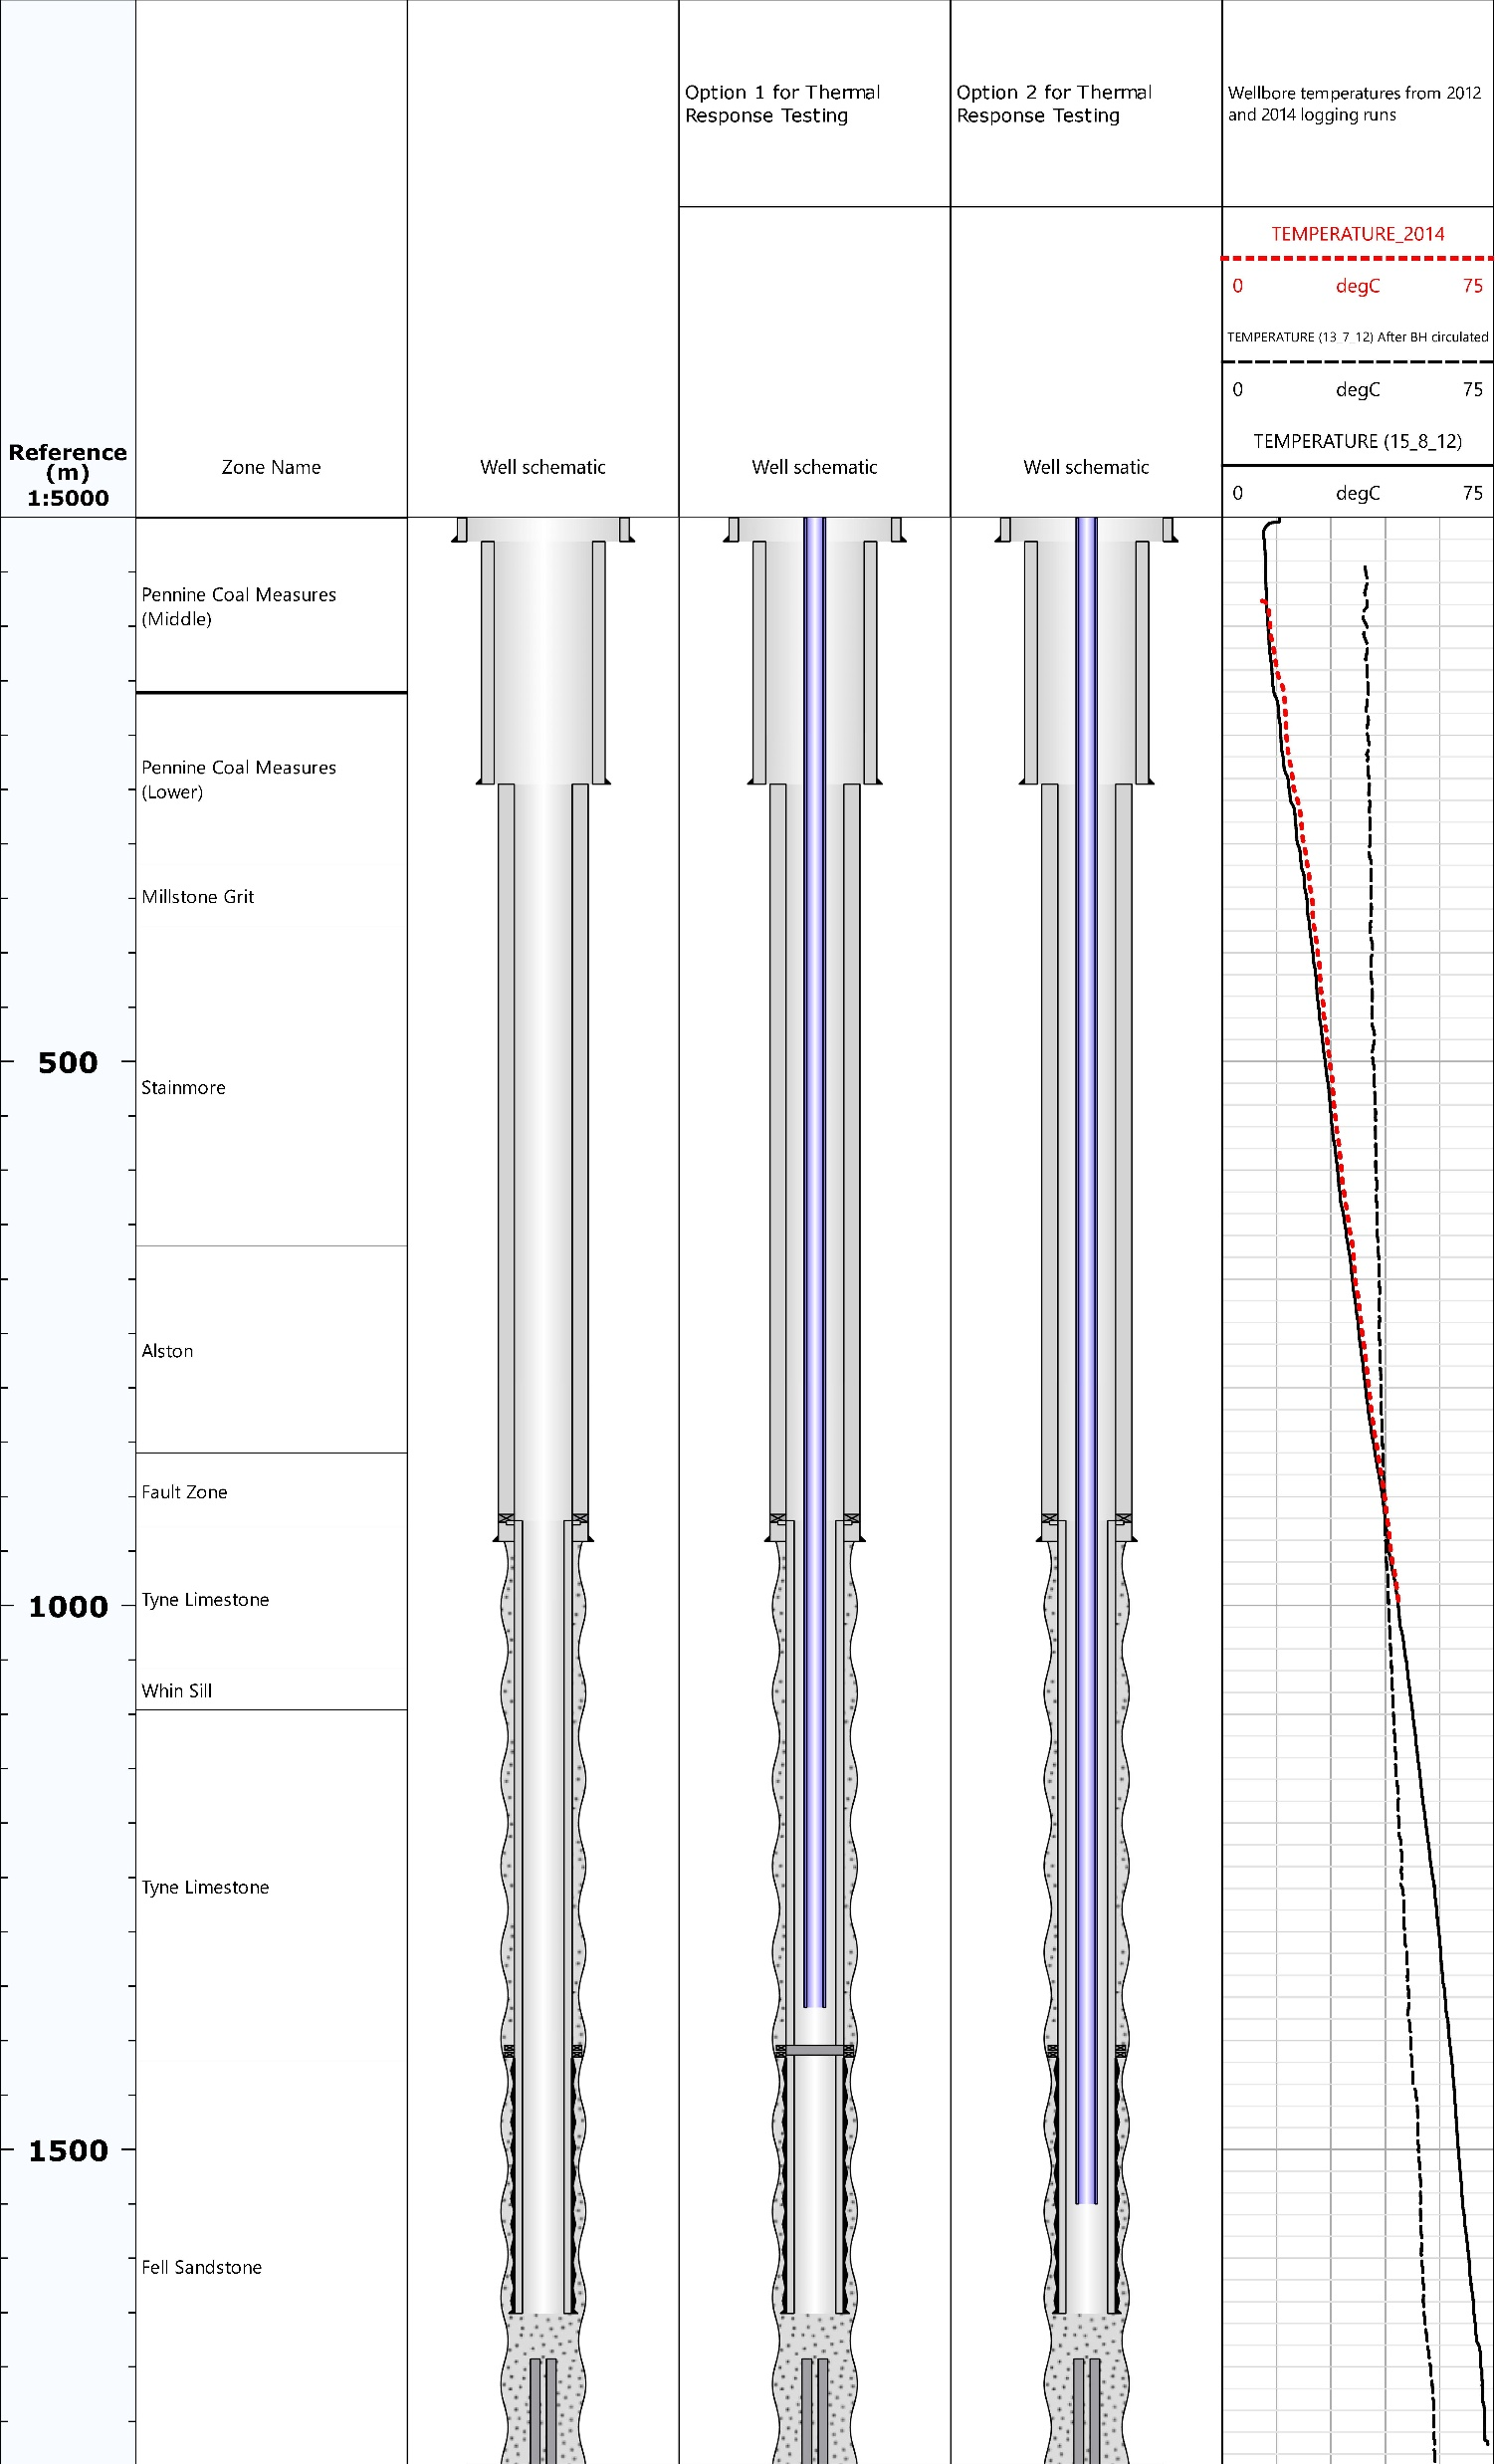 Option 1 for Thermal
Response Testing
Option 2 for Thermal
Response Testing
Wellbore temperatures from 2012
and 2014 logging runs
TEMPERATURE_2014
0 degC 75
TEMPERATURE (13_7_12) After BH circulated
0 degC 75
TEMPERATURE (15_8_12)
0 degC 75
Reference
(m)
1:5000
Zone Name
Well schematic
Well schematic
Well schematic
Pennine Coal Measures
(Middle)
Pennine Coal Measures
(Lower)
Millstone Grit
500
Stainmore
Alston
Fault Zone
1000
Tyne Limestone
Whin Sill
Tyne Limestone
1500
Fell Sandstone